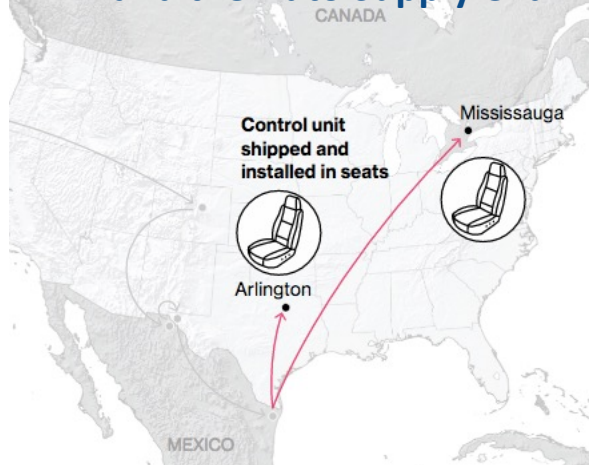 CANADA
Mississauga
Control unit
shipped and
installed in seats
Arlington
MEXICO